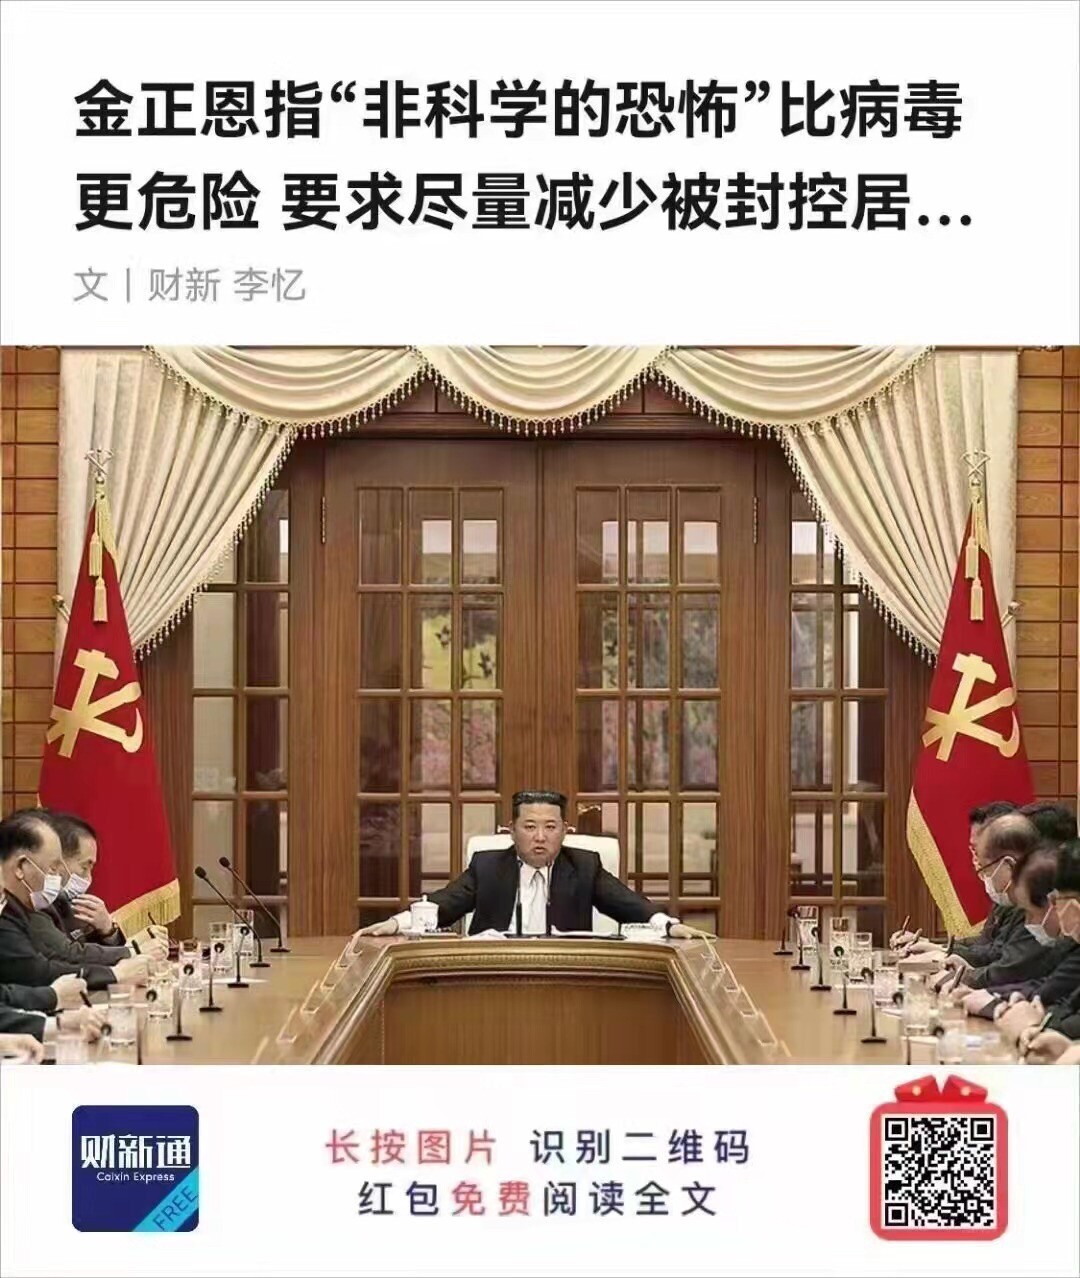 金正恩指“非科学的恐怖”比病毒
更危险 要求尽量减少被封控居...
文｜财新 李忆
财新通
Caixin Express
FREE
长按图片 识别二维码
红包免费阅读全文